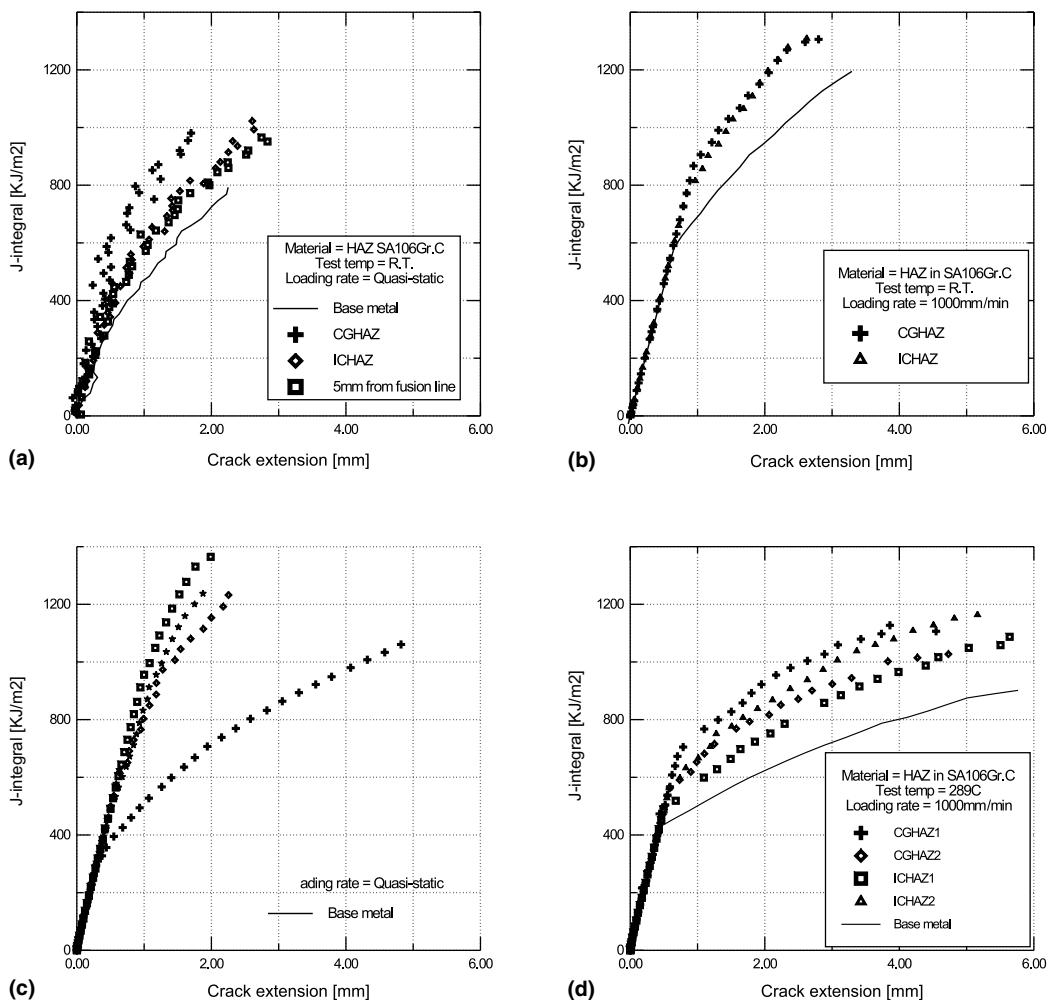 1200
800
400
0
0.00
2.00
4.00
6.00
J-integral [KJ/m2]
Crack extension [mm]
Material = HAZ SA106Gr.C
Test temp = R.T.
Loading rate = Quasi-static
Base metal
CGHAZ
ICHAZ
5mm from fusion line
(a)
1200
800
400
0
0.00
2.00
4.00
6.00
J-integral [KJ/m2]
Crack extension [mm]
Material = HAZ in SA106Gr.C
Test temp = R.T.
Loading rate = 1000mm/min
CGHAZ
ICHAZ
(b)
1200
800
400
0
0.00
2.00
4.00
6.00
J-integral [KJ/m2]
Crack extension [mm]
ading rate = Quasi-static
Base metal
(c)
1200
800
400
0
0.00
2.00
4.00
6.00
J-integral [KJ/m2]
Crack extension [mm]
Material = HAZ in SA106Gr.C
Test temp = 289C
Loading rate = 1000mm/min
CGHAZ1
CGHAZ2
ICHAZ1
ICHAZ2
Base metal
(d)